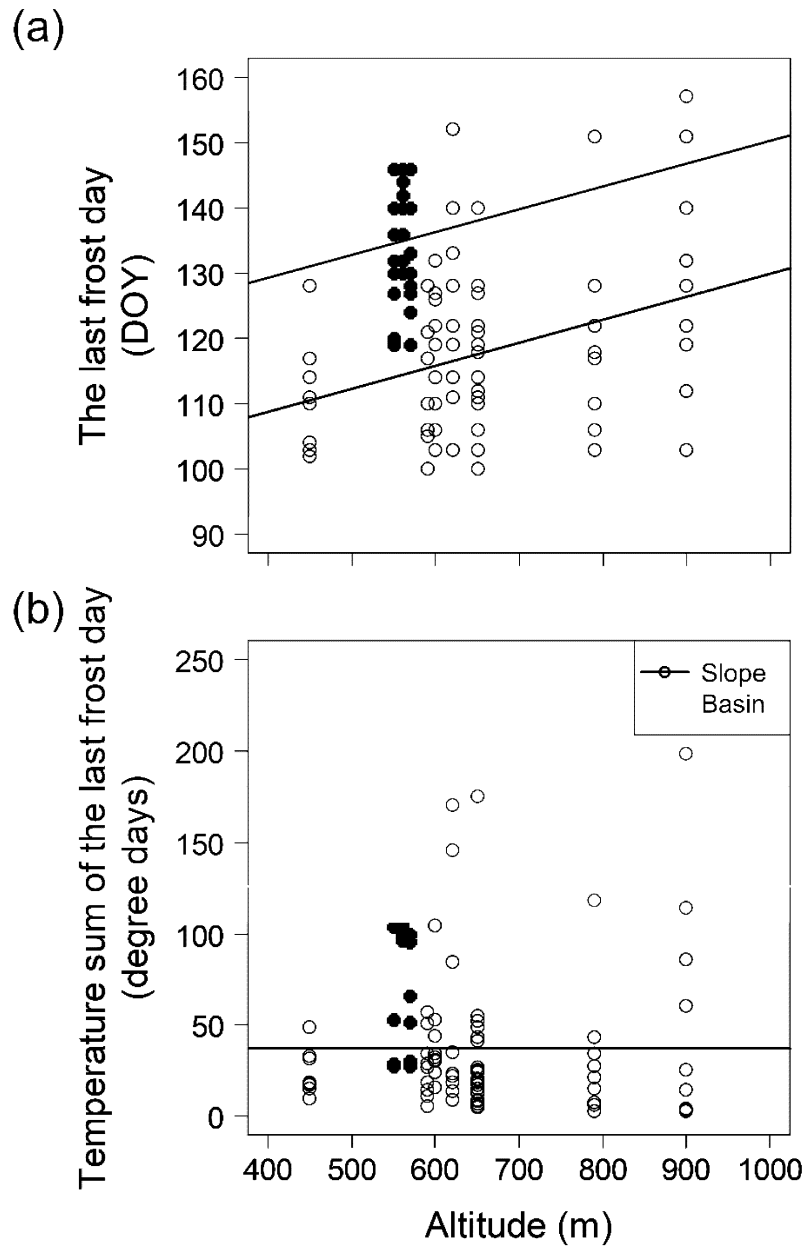 (a)
The last frost day
(DOY)
160
150
140
130
120
110
100
90
(b)
Temperature sum of the last frost day
(degree days)
250
200
150
100
50
0
Slope
Basin
400 500 600 700 800 900 1000
Altitude (m)